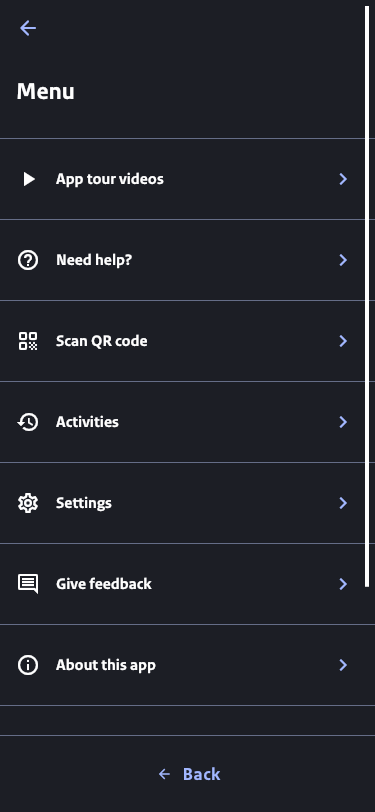 Menu
App tour videos
Need help?
Scan QR code
Activities
Settings
Give feedback
About this app
Back